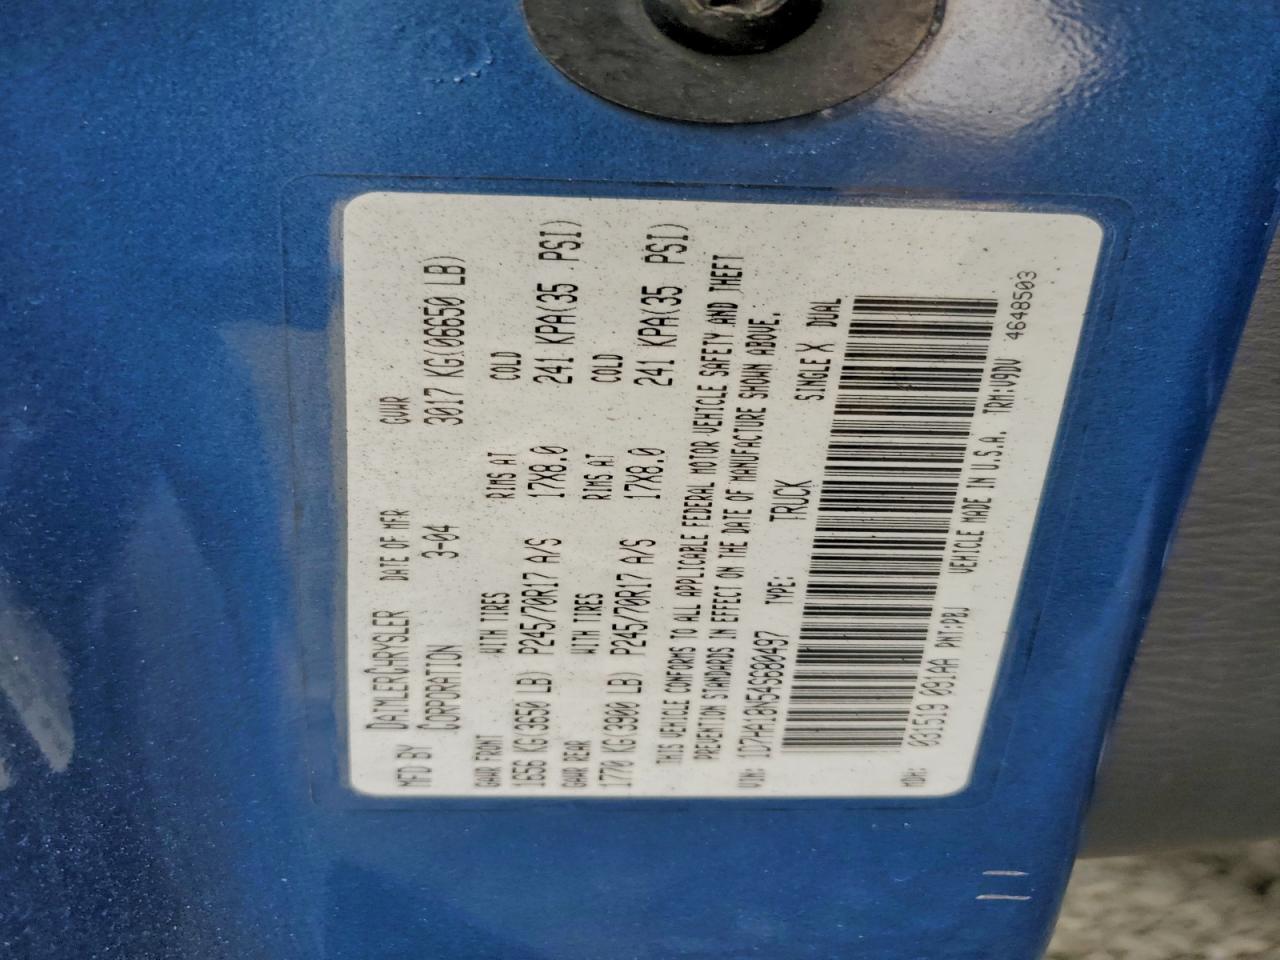 MFD BY DAIMLERCHRYSLER DATE OF MFR GVWR
CORPORATION 3-04 3017 KG(06650 LB)
GAWR FRONT WITH TIRES RIMS AT COLD
1656 KG(3650 LB) P245/70R17 A/S 17X8.0 241 KPA(35 PSI)
GAWR REAR WITH TIRES RIMS AT COLD
1770 KG(3900 LB) P245/70R17 A/S 17X8.0 241 KPA(35 PSI)
THIS VEHICLE CONFORMS TO ALL APPLICABLE FEDERAL MOTOR VEHICLE SAFETY AND THEFT
PREVENTION STANDARDS IN EFFECT ON THE DATE OF MANUFACTURE SHOWN ABOVE.
VIN: 1D7HA18N54S680497 TYPE: TRUCK SINGLE X DUAL
MDH: 031519 091AA PNT:PBJ VEHICLE MADE IN U.S.A. TRM:V9DV 4648503